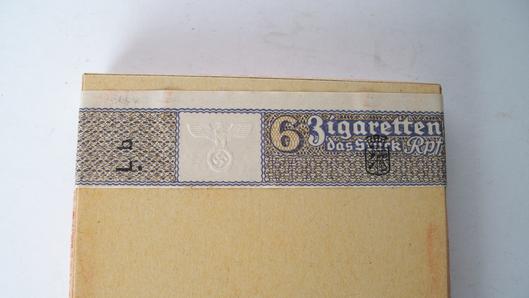 L. b
6 Zigaretten
das Stück Rpf